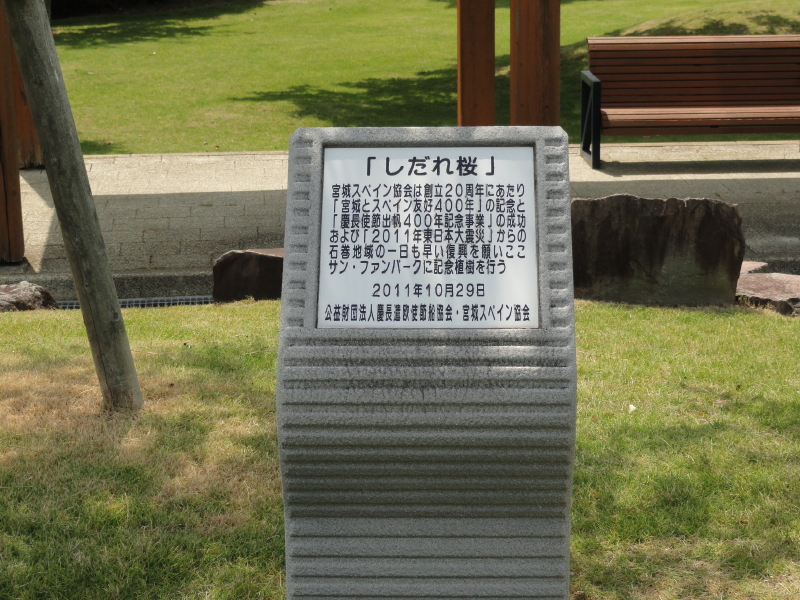 「しだれ桜」
宮城スペイン協会は創立20周年にあたり
「宮城とスペイン友好400年」の記念と
「慶長使節出帆400年記念事業」の成功
および「2011年東日本大震災」からの
石巻地域の一日も早い復興を願いここ
サン・ファンパークに記念植樹を行う
2011年10月29日
公益財団法人慶長遣欧使節船協会・宮城スペイン協会